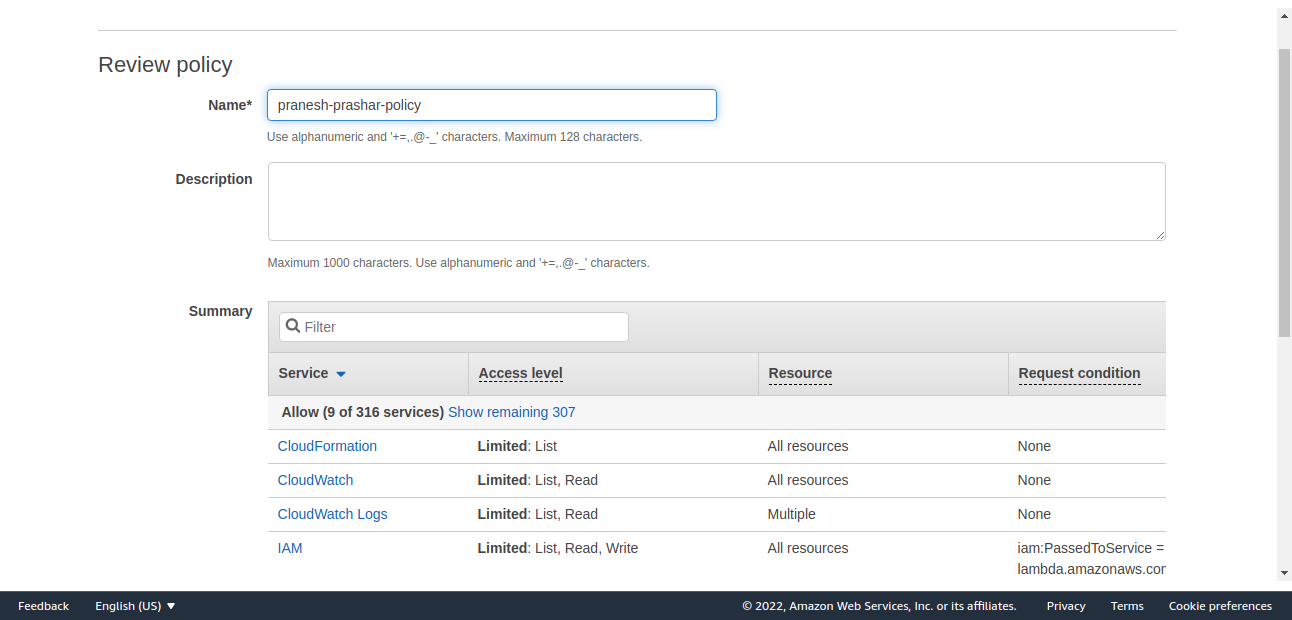 Review policy
Name* pranesh-prashar-policy
Use alphanumeric and '+=,.@-_' characters. Maximum 128 characters.
Description
Maximum 1000 characters. Use alphanumeric and '+=,.@-_' characters.
Summary
Filter
Service Access level Resource Request condition
Allow (9 of 316 services) Show remaining 307
CloudFormation Limited: List All resources None
CloudWatch Limited: List, Read All resources None
CloudWatch Logs Limited: List, Read Multiple None
IAM Limited: List, Read, Write All resources iam:PassedToService =
lambda.amazonaws.com
Feedback English (US) © 2022, Amazon Web Services, Inc. or its affiliates. Privacy Terms Cookie preferences